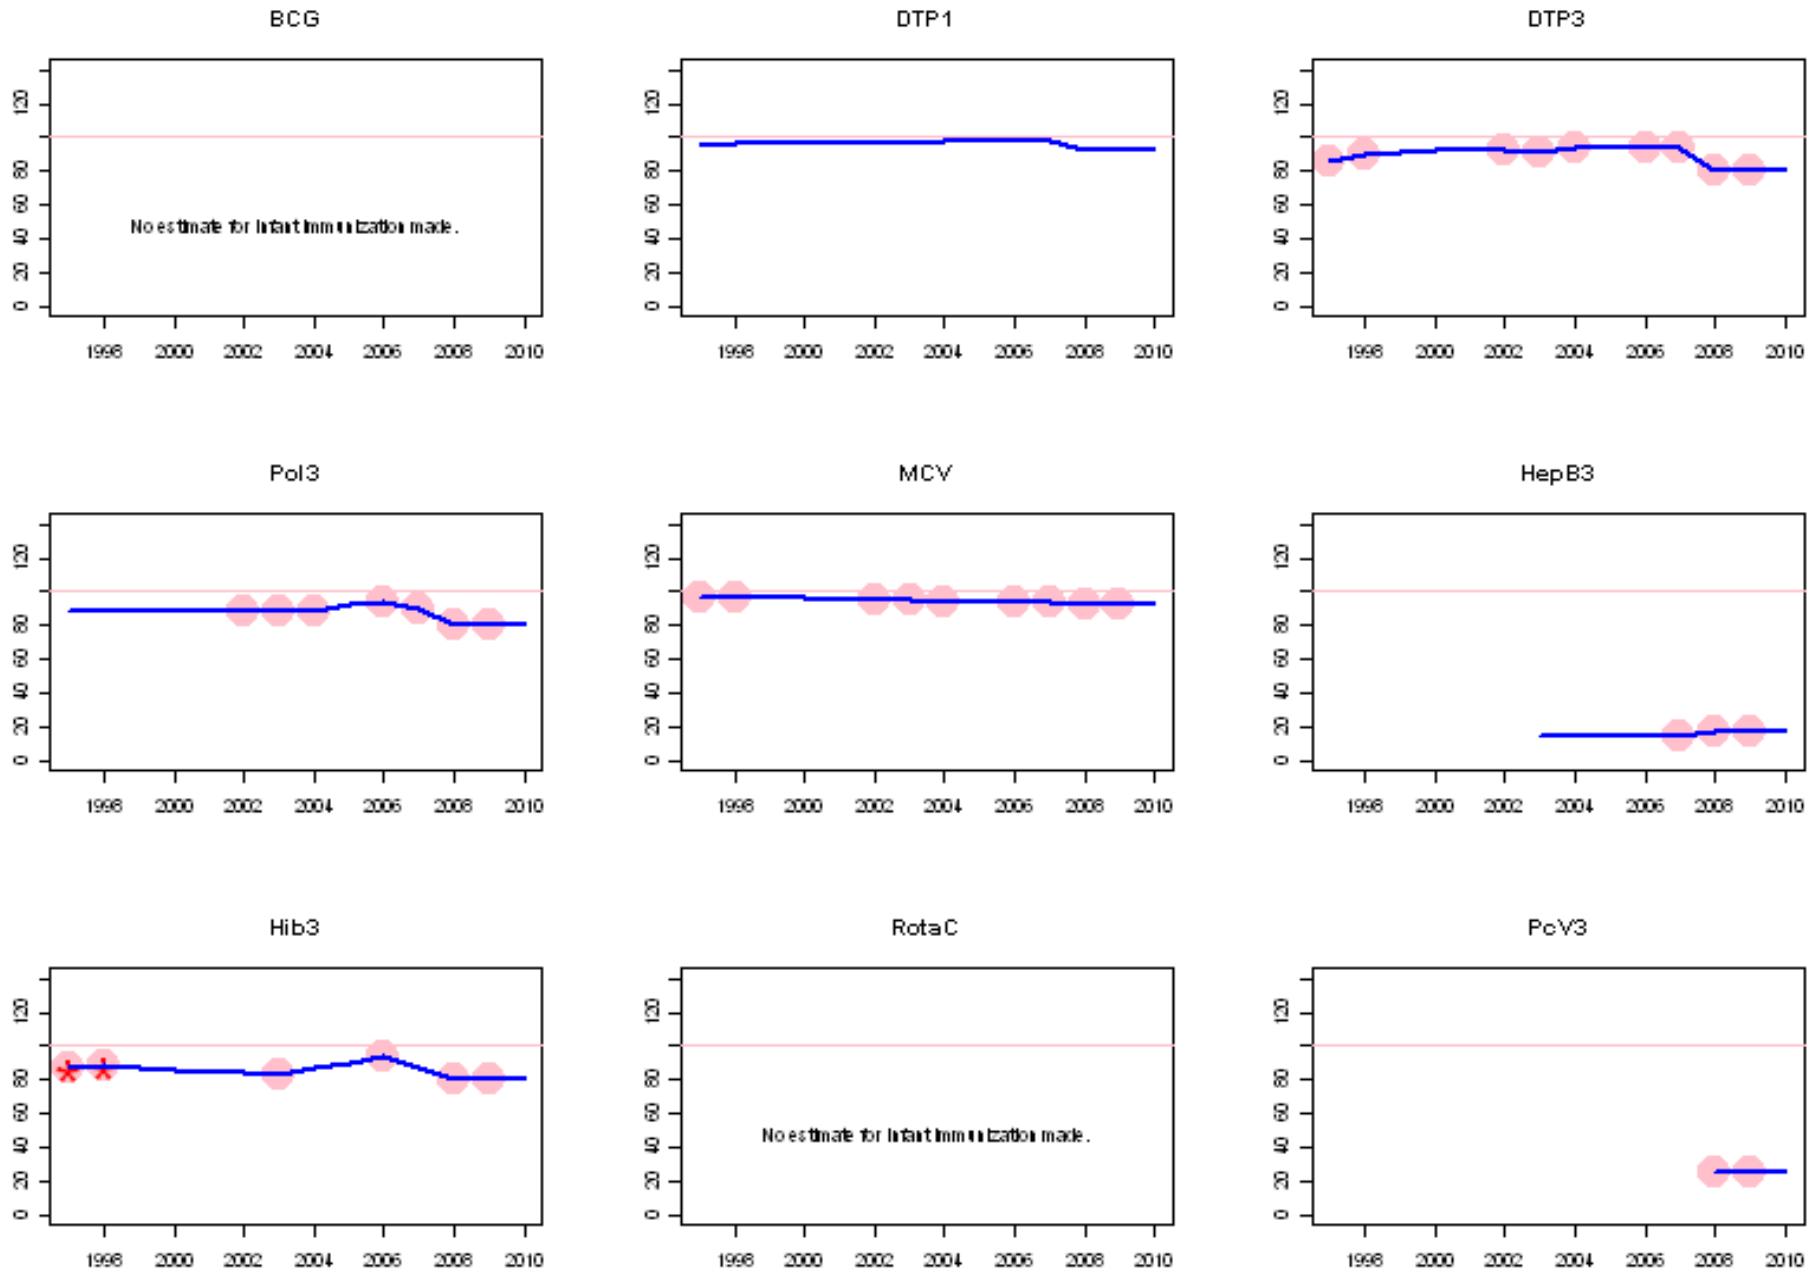 BCG DTP1 DTP3
120 120 120
80 80 80
60 60 60
No estimate for infant immunization made.
40 40 40
20 20 20
0 0 0
1998 2000 2002 2004 2006 2008 2010 1998 2000 2002 2004 2006 2008 2010 1998 2000 2002 2004 2006 2008 2010
Pol3 MCV HepB3
120 120 120
80 80 80
60 60 60
40 40 40
20 20 20
0 0 0
1998 2000 2002 2004 2006 2008 2010 1998 2000 2002 2004 2006 2008 2010 1998 2000 2002 2004 2006 2008 2010
Hib3 RotaC PcV3
120 120 120
80 80 80
60 60 60
No estimate for infant immunization made.
40 40 40
20 20 20
0 0 0
1998 2000 2002 2004 2006 2008 2010 1998 2000 2002 2004 2006 2008 2010 1998 2000 2002 2004 2006 2008 2010